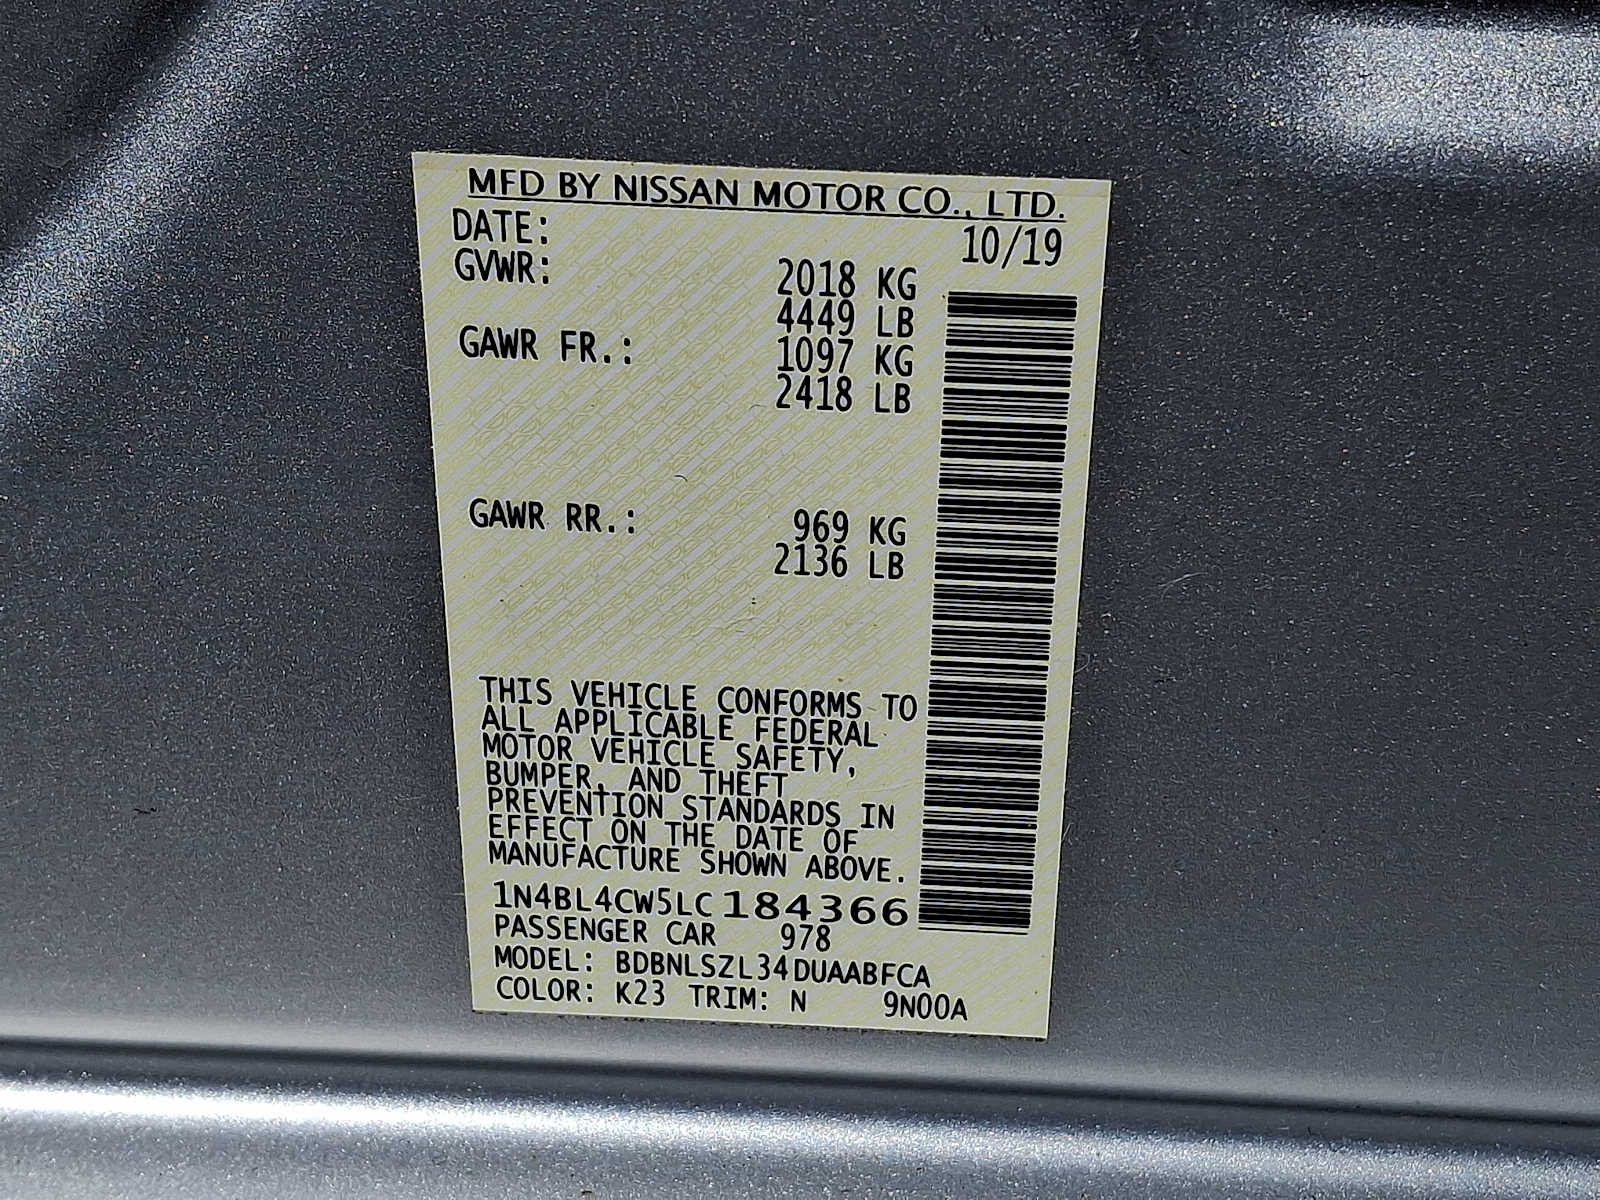 MFD BY NISSAN MOTOR CO., LTD.
DATE: 10/19
GVWR: 2018 KG
4449 LB
GAWR FR.: 1097 KG
2418 LB
GAWR RR.: 969 KG
2136 LB
THIS VEHICLE CONFORMS TO
ALL APPLICABLE FEDERAL
MOTOR VEHICLE SAFETY,
BUMPER, AND THEFT
PREVENTION STANDARDS IN
EFFECT ON THE DATE OF
MANUFACTURE SHOWN ABOVE.
1N4BL4CW5LC184366
PASSENGER CAR 978
MODEL: BDBNLSZL34DUAABFCA
COLOR: K23 TRIM: N 9N00A